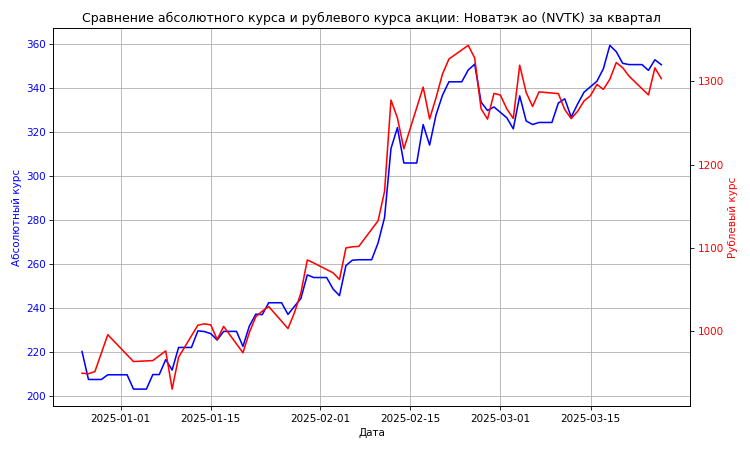 Сравнение абсолютного курса и рублевого курса акции: Новатэк ао (NVTK) за квартал
360
340
320
300
280
260
240
220
200
Абсолютный курс
1300
1200
1100
1000
Рублевый курс
2025-01-01 2025-01-15 2025-02-01 2025-02-15 2025-03-01 2025-03-15
Дата